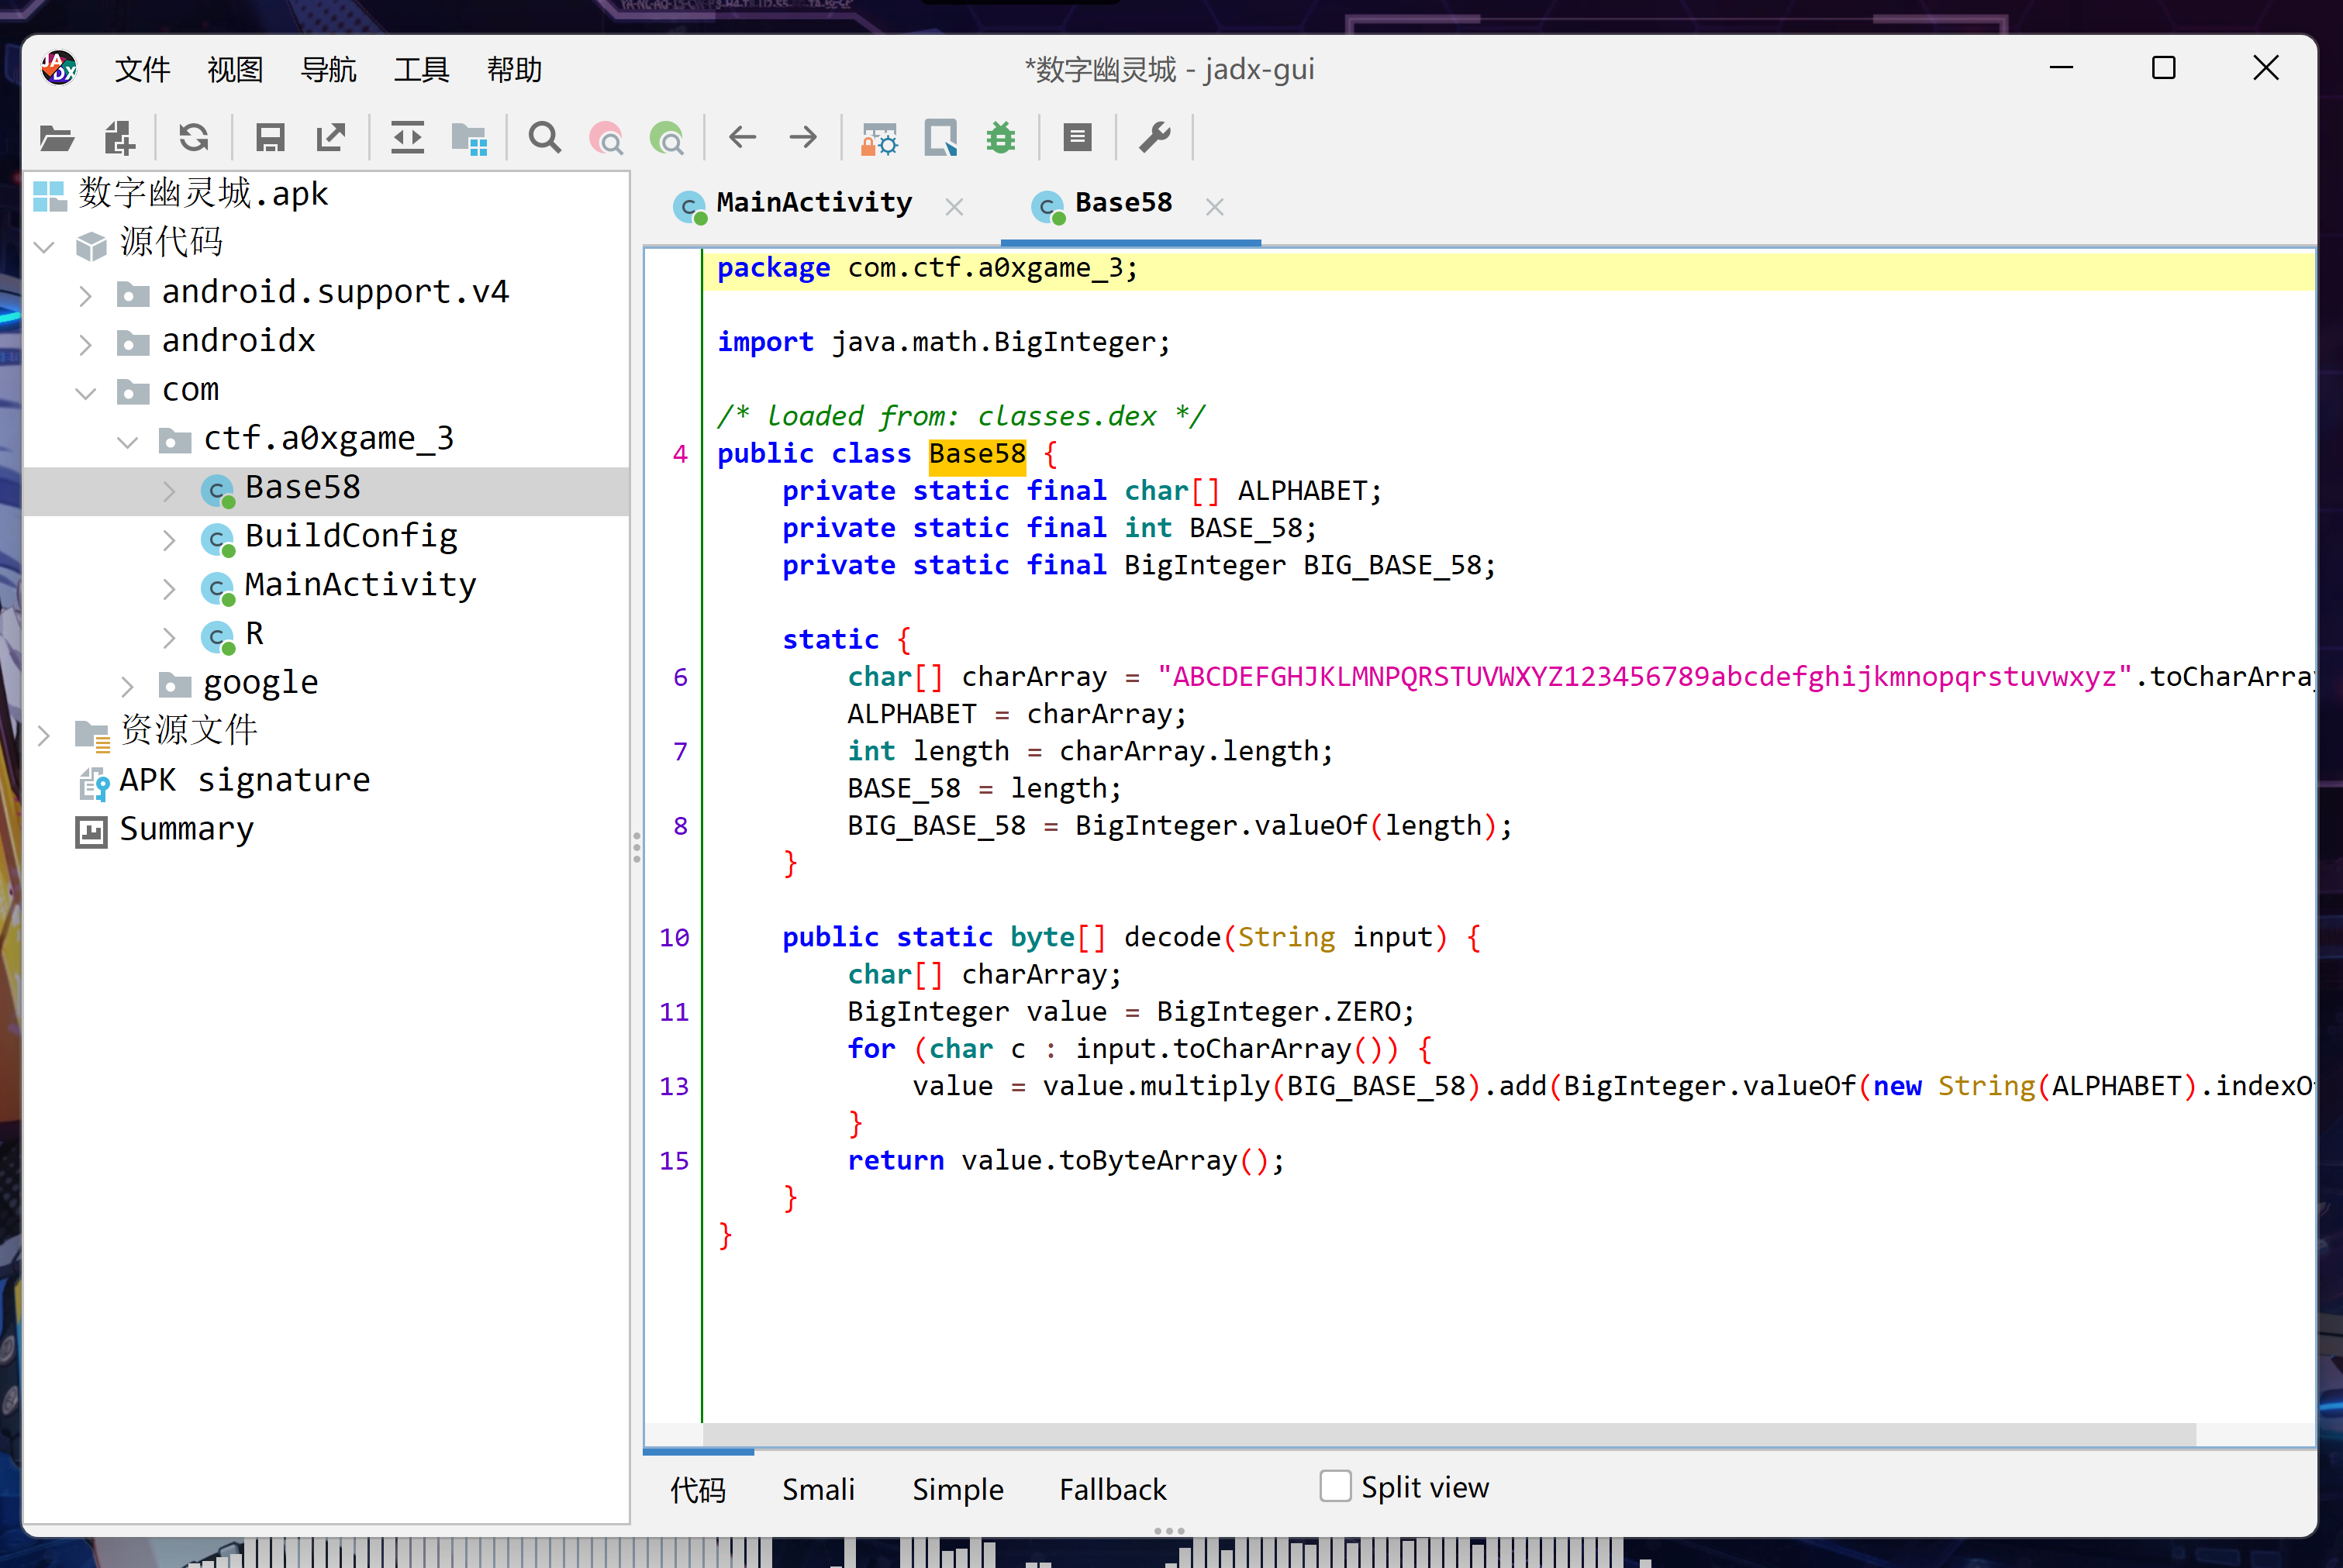 文件 视图 导航 工具 帮助
*数字幽灵城 - jadx-gui
数字幽灵城.apk
源代码
android.support.v4
androidx
com
ctf.a0xgame_3
Base58
BuildConfig
MainActivity
R
google
资源文件
APK signature
Summary
MainActivity
Base58
package com.ctf.a0xgame_3;
import java.math.BigInteger;
/* loaded from: classes.dex */
4 public class Base58 {
private static final char[] ALPHABET;
private static final int BASE_58;
private static final BigInteger BIG_BASE_58;
static {
6 char[] charArray = "ABCDEFGHJKLMNPQRSTUVWXYZ123456789abcdefghijkmnopqrstuvwxyz".toCharArra
ALPHABET = charArray;
7 int length = charArray.length;
BASE_58 = length;
8 BIG_BASE_58 = BigInteger.valueOf(length);
}
10 public static byte[] decode(String input) {
char[] charArray;
11 BigInteger value = BigInteger.ZERO;
for (char c : input.toCharArray()) {
13 value = value.multiply(BIG_BASE_58).add(BigInteger.valueOf(new String(ALPHABET).indexO
}
15 return value.toByteArray();
}
}
代码 Smali Simple Fallback Split view